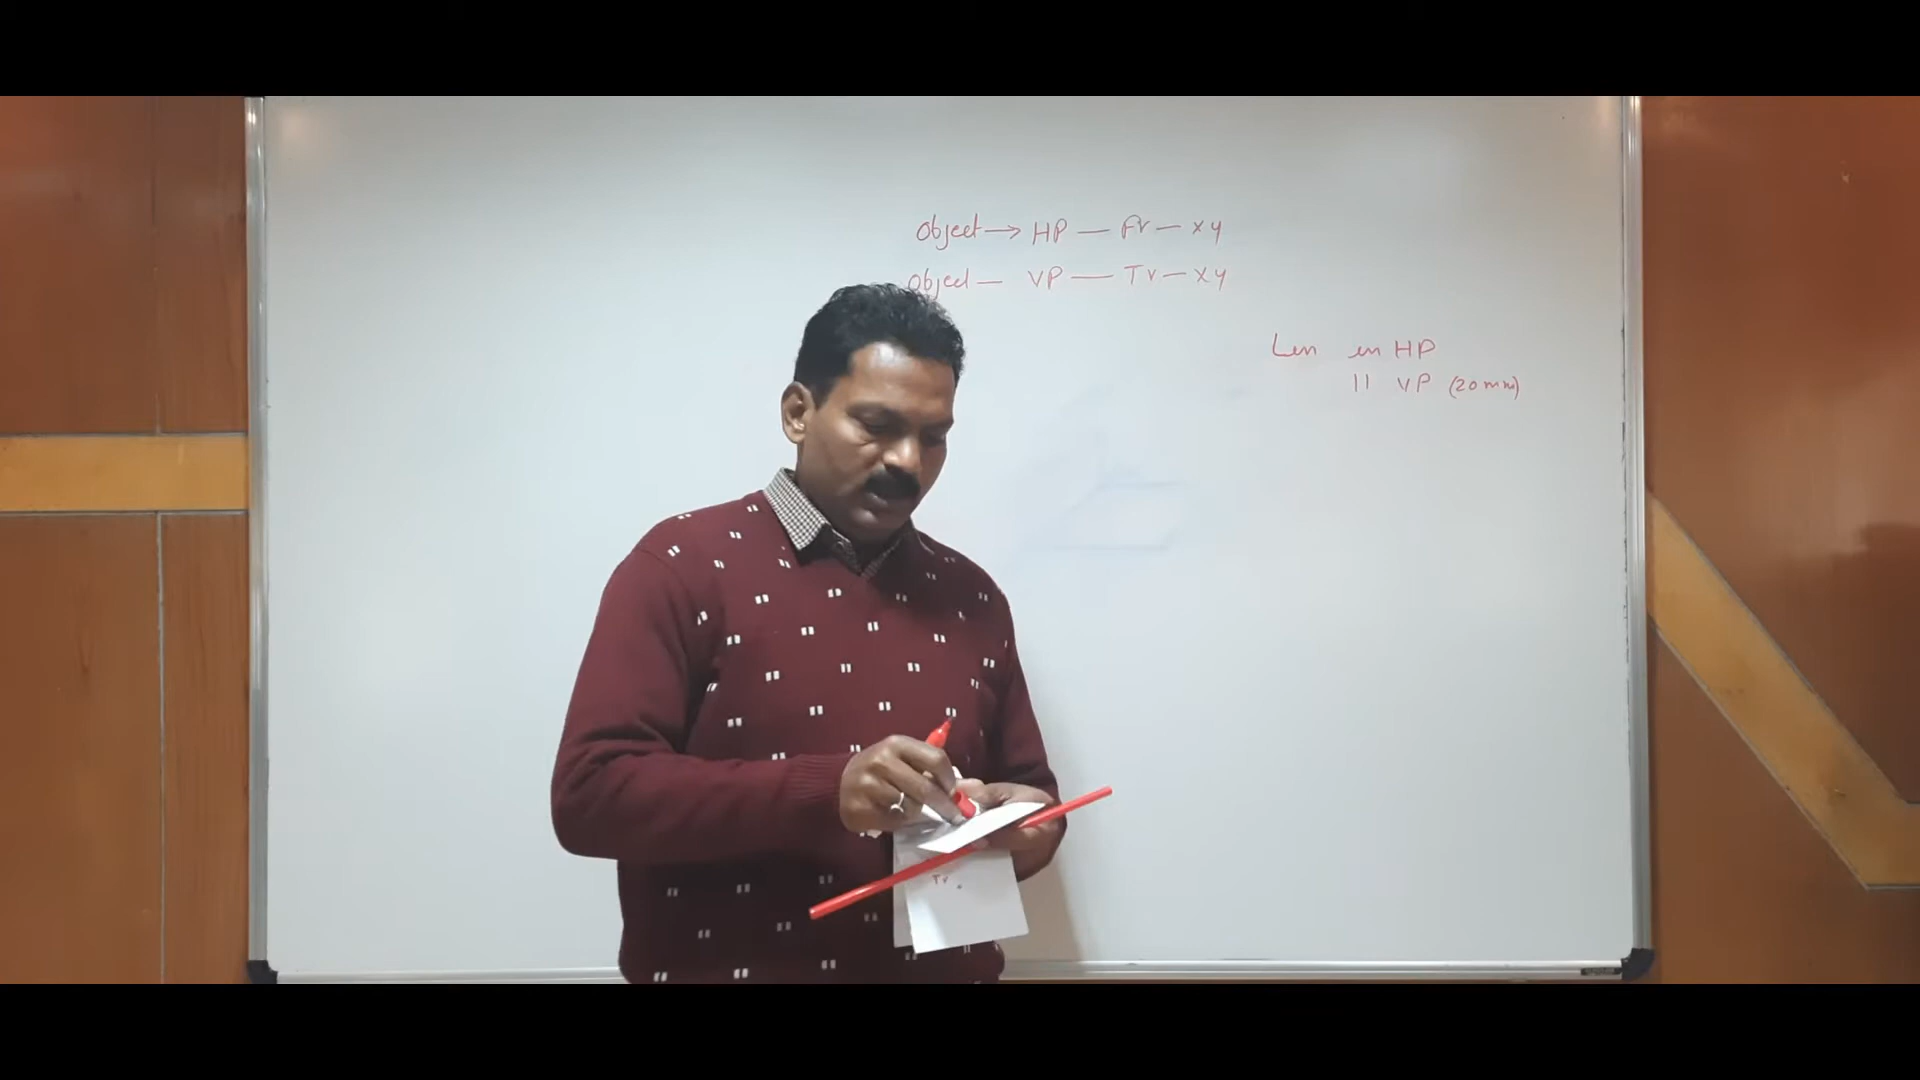 Object → HP — FV — xy
Object — VP — TV — xy
Len in HP
|| VP (20mm)
TV